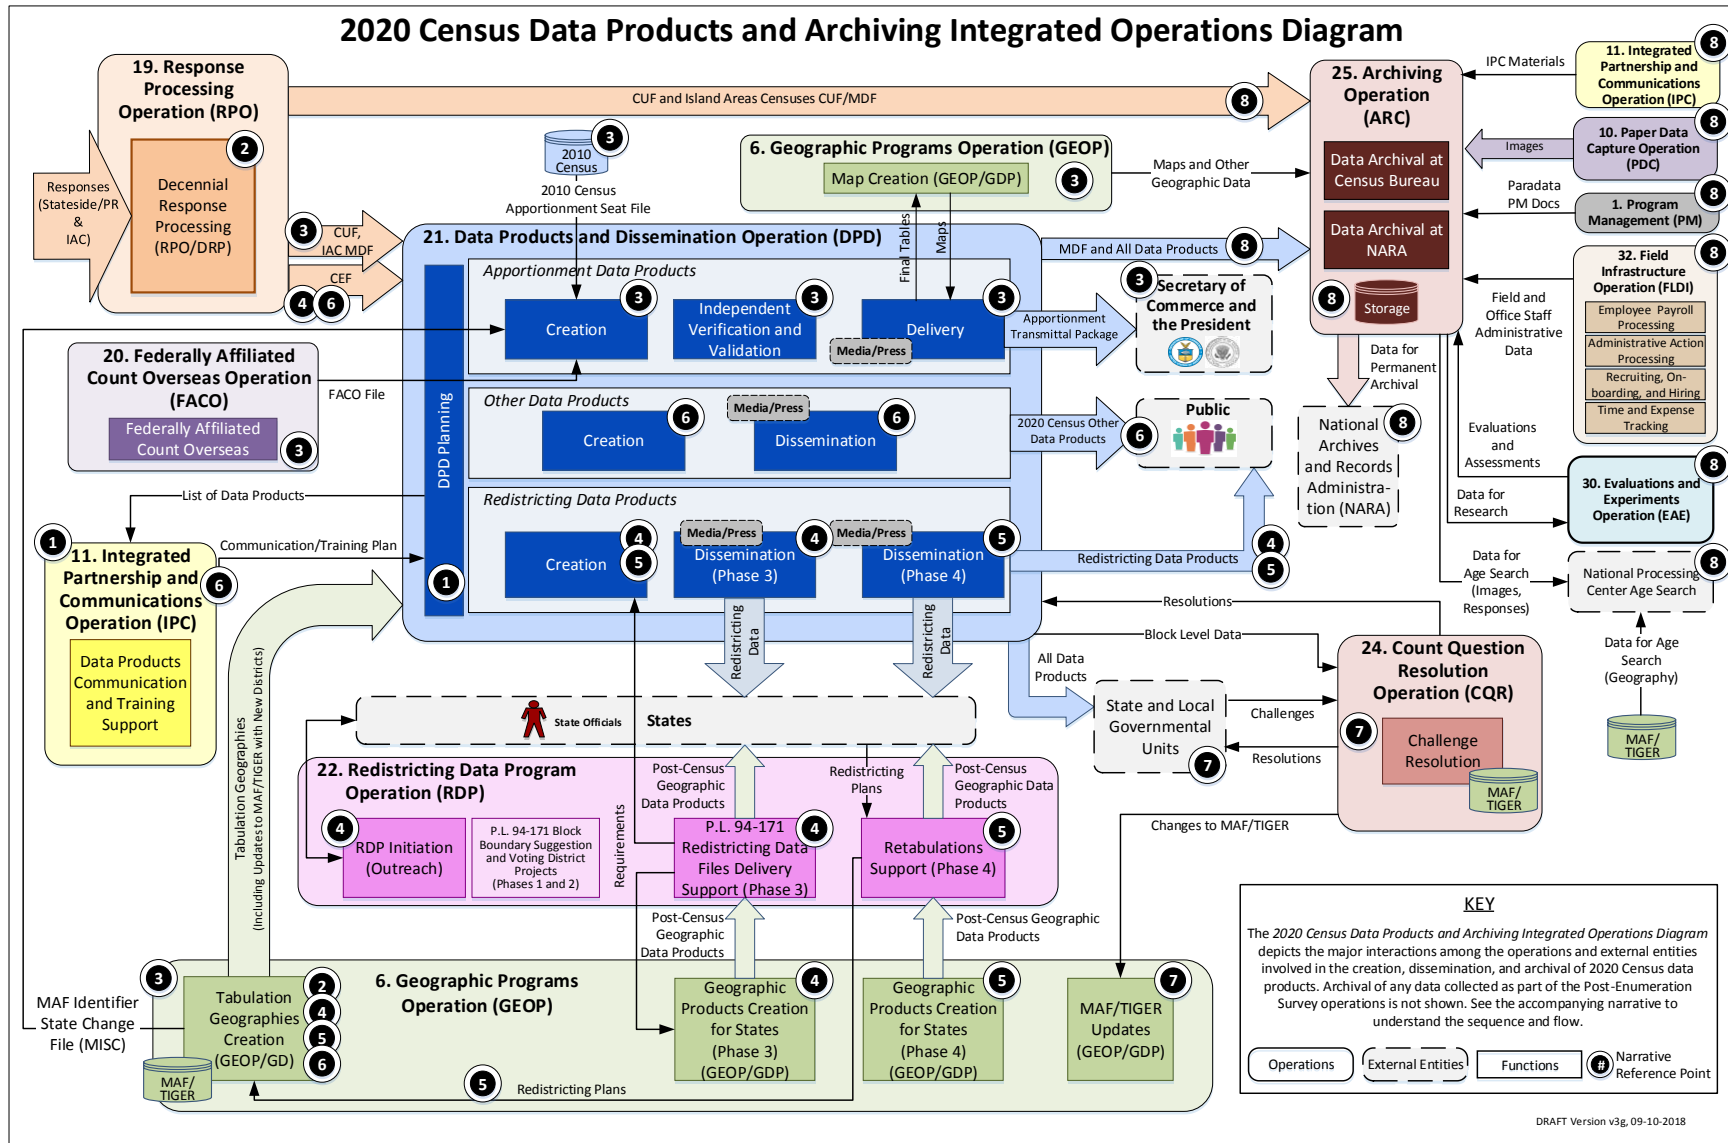 2020 Census Data Products and Archiving Integrated Operations Diagram
19. Response
Processing
Operation (RPO)
2
Decennial
Response
Processing
(RPO/DRP)
Responses
(Stateside/PR
&
IAC)
CUF and Island Areas Censuses CUF/MDF
8
3
CUF,
IAC MDF
CEF
4
6
2010
Census
3
2010 Census
Apportionment Seat File
6. Geographic Programs Operation (GEOP)
Map Creation (GEOP/GDP)
3
Maps and Other
Geographic Data
Final Tables
Maps
25. Archiving
Operation
(ARC)
Data Archival at
Census Bureau
Data Archival at
NARA
8
Storage
IPC Materials
11. Integrated
Partnership and
Communications
Operation (IPC)
8
Images
10. Paper Data
Capture Operation
(PDC)
8
Paradata
PM Docs
1. Program
Management (PM)
8
32. Field
Infrastructure
Operation (FLDI)
8
Employee Payroll
Processing
Administrative Action
Processing
Recruiting, On-
boarding, and Hiring
Time and Expense
Tracking
Field and
Office Staff
Administrative
Data
Evaluations
and
Assessments
30. Evaluations and
Experiments
Operation (EAE)
8
Data for
Research
Data for
Permanent
Archival
National
Archives
and Records
Administra-
tion (NARA)
8
Data for
Age Search
(Images,
Responses)
National Processing
Center Age Search
8
Data for Age
Search
(Geography)
MAF/
TIGER
21. Data Products and Dissemination Operation (DPD)
DPD Planning
1
Apportionment Data Products
Creation
3
Independent
Verification and
Validation
3
Delivery
3
Media/Press
MDF and All Data Products
8
Apportionment
Transmittal Package
3
Secretary of
Commerce and
the President
Other Data Products
Creation
6
Media/Press
Dissemination
6
2020 Census Other
Data Products
6
Public
Redistricting Data Products
Creation
4
5
Media/Press
Dissemination
(Phase 3)
4
Media/Press
Dissemination
(Phase 4)
5
Redistricting Data Products
4
5
20. Federally Affiliated
Count Overseas Operation
(FACO)
Federally Affiliated
Count Overseas
3
FACO File
List of Data Products
Communication/Training Plan
1
11. Integrated
Partnership and
Communications
Operation (IPC)
6
Data Products
Communication
and Training
Support
Tabulation Geographies
(Including Updates to MAF/TIGER with New Districts)
Redistricting
Data
Redistricting
Data
Resolutions
Block Level Data
All Data
Products
24. Count Question
Resolution
Operation (CQR)
7
Challenge
Resolution
MAF/
TIGER
State and Local
Governmental
Units
7
Challenges
Resolutions
Changes to MAF/TIGER
State Officials
States
22. Redistricting Data Program
Operation (RDP)
4
RDP Initiation
(Outreach)
P.L. 94-171 Block
Boundary Suggestion
and Voting District
Projects
(Phases 1 and 2)
Requirements
Post-Census
Geographic
Data Products
P.L. 94-171
Redistricting Data
Files Delivery
Support (Phase 3)
4
Redistricting
Plans
Post-Census
Geographic Data
Products
Retabulations
Support (Phase 4)
5
Post-Census
Geographic
Data Products
Post-Census Geographic
Data Products
3
6. Geographic Programs
Operation (GEOP)
MAF Identifier
State Change
File (MISC)
Tabulation
Geographies
Creation
(GEOP/GD)
2
4
5
6
MAF/
TIGER
5
Redistricting Plans
Geographic
Products Creation
for States
(Phase 3)
(GEOP/GDP)
4
Geographic
Products Creation
for States
(Phase 4)
(GEOP/GDP)
5
MAF/TIGER
Updates
(GEOP/GDP)
7
KEY
The 2020 Census Data Products and Archiving Integrated Operations Diagram
depicts the major interactions among the operations and external entities
involved in the creation, dissemination, and archival of 2020 Census data
products. Archival of any data collected as part of the Post-Enumeration
Survey operations is not shown. See the accompanying narrative to
understand the sequence and flow.
Operations
External Entities
Functions
#
Narrative
Reference Point
DRAFT Version v3g, 09-10-2018